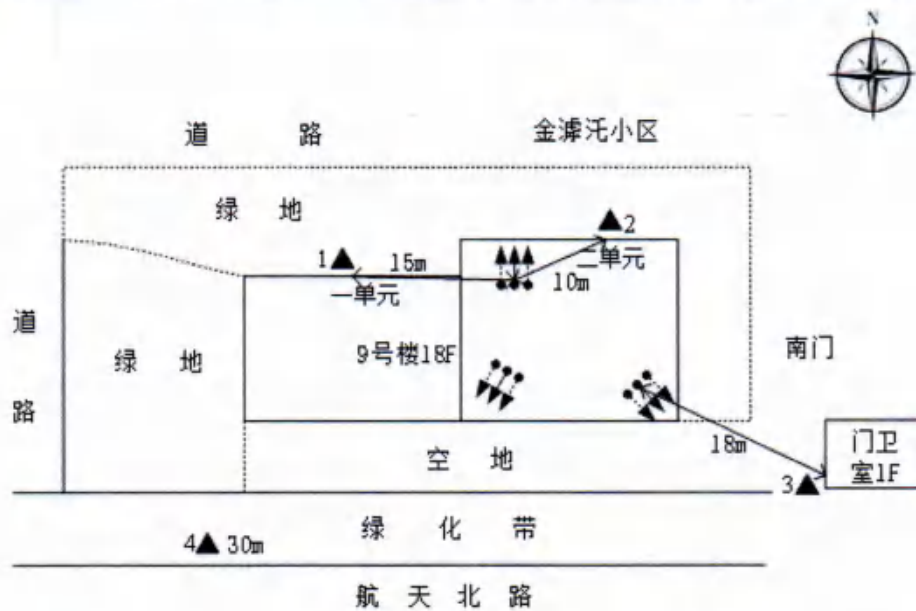 N
道 路
金滹沱小区
绿 地
▲2
1▲
15m
二单元
10m
一单元
道
路
绿 地
9号楼18F
南门
门卫
室1F
18m
空 地
3▲
绿 化 带
4▲ 30m
航 天 北 路